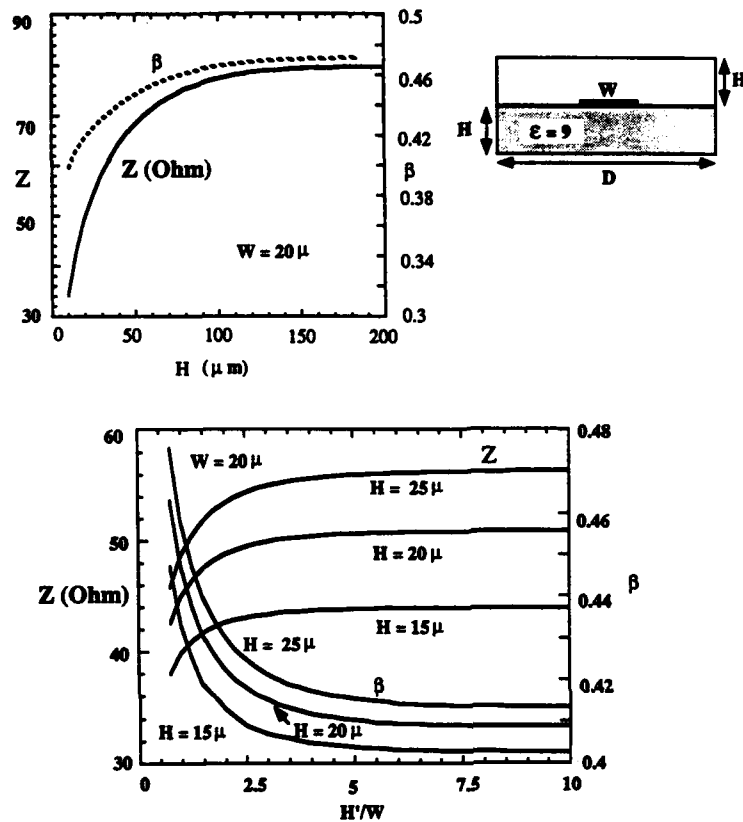 90
70
50
30
Z
β
Z (Ohm)
W = 20 μ
0.5
0.46
0.42
0.38
0.34
0.3
β
0 50 100 150 200
H (μ m)
W
H
H
ε = 9
D
60
50
40
30
Z (Ohm)
W = 20 μ
Z
H = 25 μ
H = 20 μ
H = 15 μ
H = 25 μ
β
H = 15 μ
H = 20 μ
0.48
0.46
0.44
0.42
0.4
β
0 2.5 5 7.5 10
H'/W